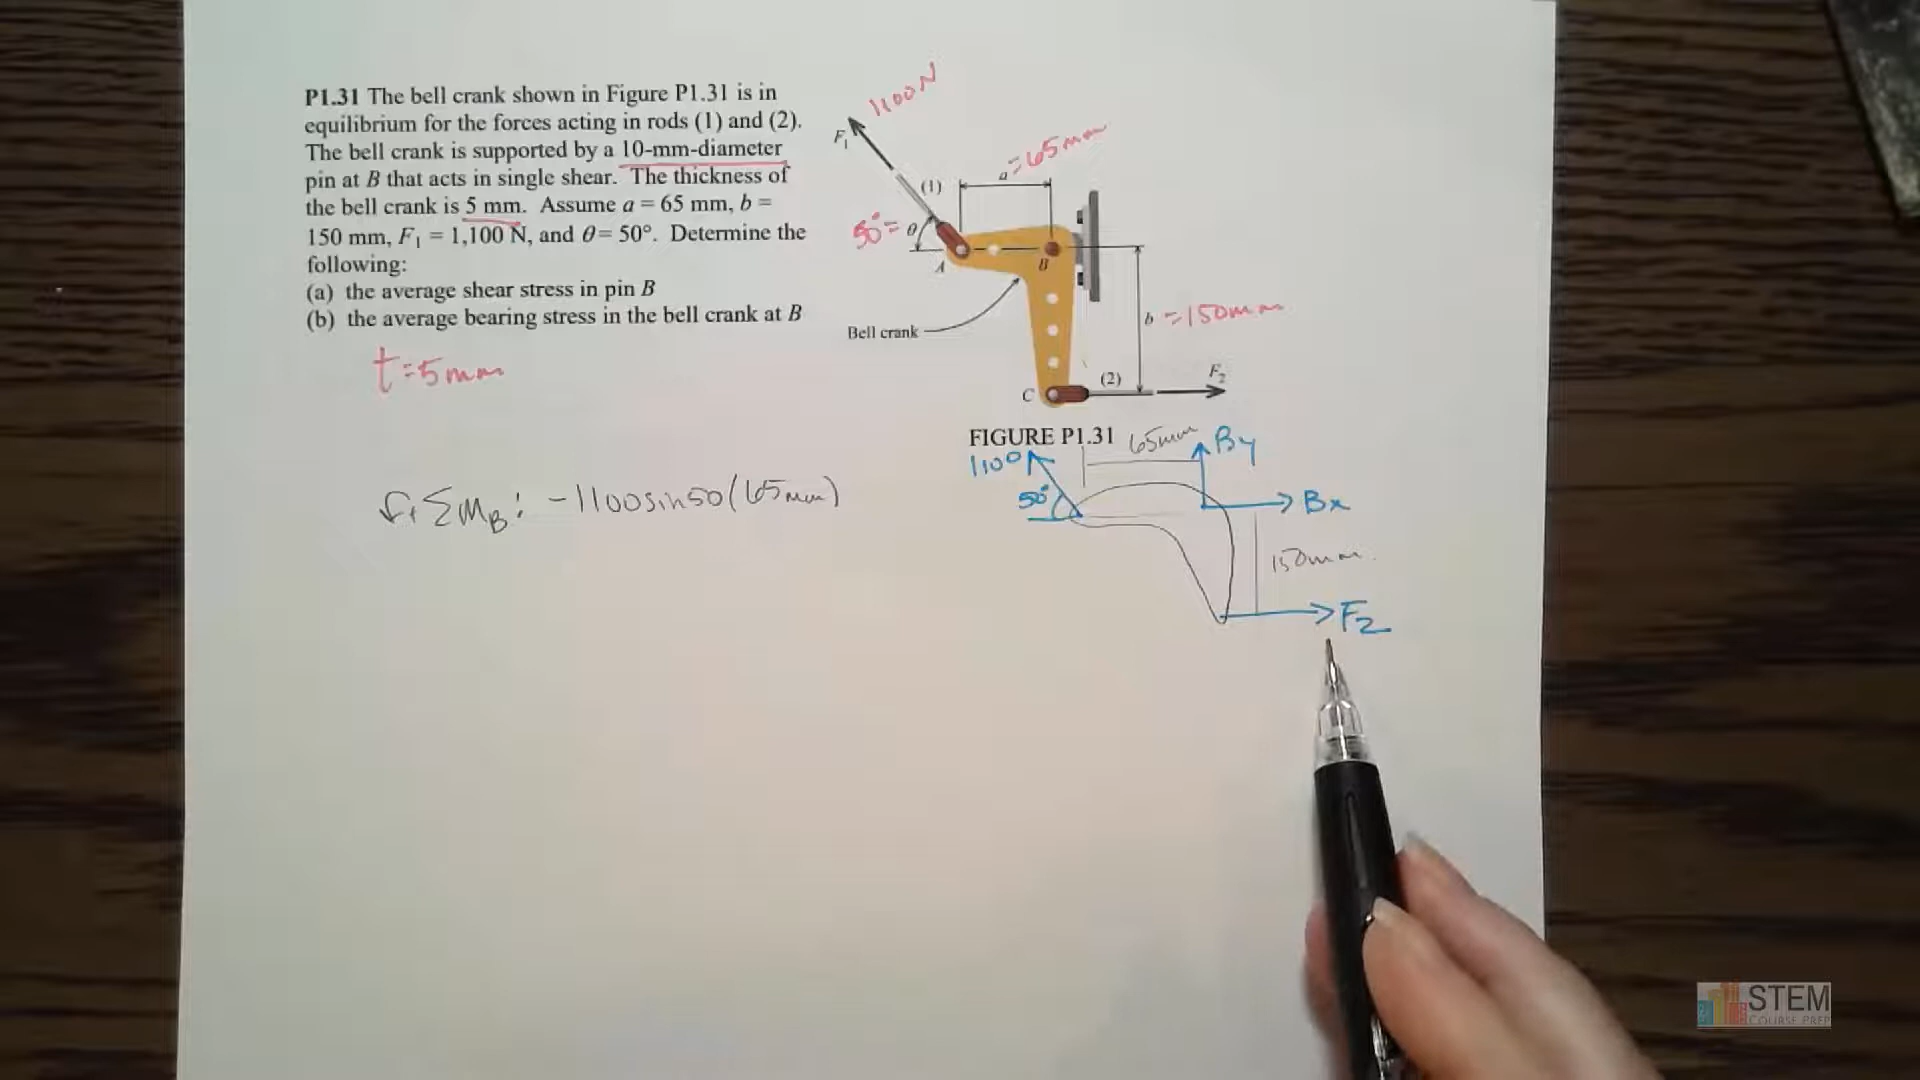 P1.31 The bell crank shown in Figure P1.31 is in
equilibrium for the forces acting in rods (1) and (2).
The bell crank is supported by a 10-mm-diameter
pin at B that acts in single shear. The thickness of
the bell crank is 5 mm. Assume a = 65 mm, b =
150 mm, F₁ = 1,100 N, and θ = 50°. Determine the
following:
(a) the average shear stress in pin B
(b) the average bearing stress in the bell crank at B
t=5mm
1100N
F₁
(1)
a =65mm
50°= θ
A
B
b =150mm
Bell crank
C
(2)
F₂
FIGURE P1.31
65mm
By
1100
50°
Bx
150mm
F2
+ΣMB: -1100sin50(65mm)
STEM
COURSE PREP